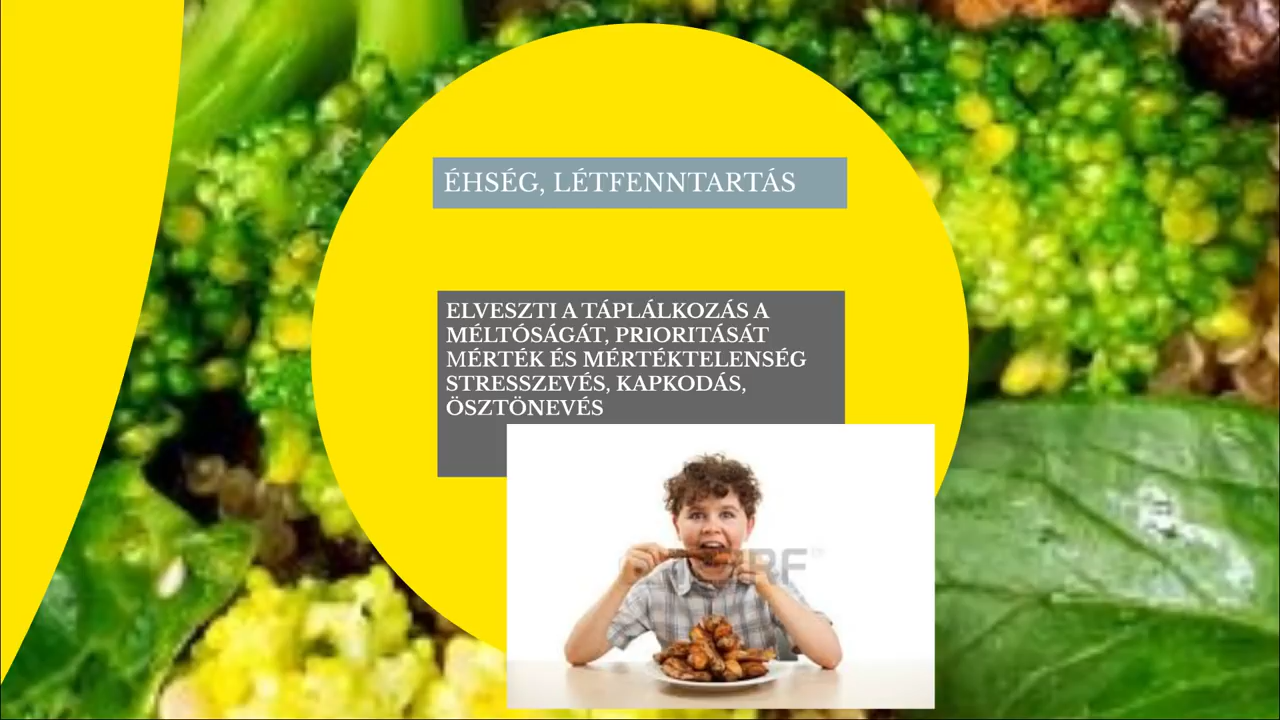 ÉHSÉG, LÉTFENNTARTÁS
ELVESZTI A TÁPLÁLKOZÁS A
MÉLTÓSÁGÁT, PRIORITÁSÁT
MÉRTÉK ÉS MÉRTÉKTELENSÉG
STRESSZEVÉS, KAPKODÁS,
ÖSZTÖNEVÉS